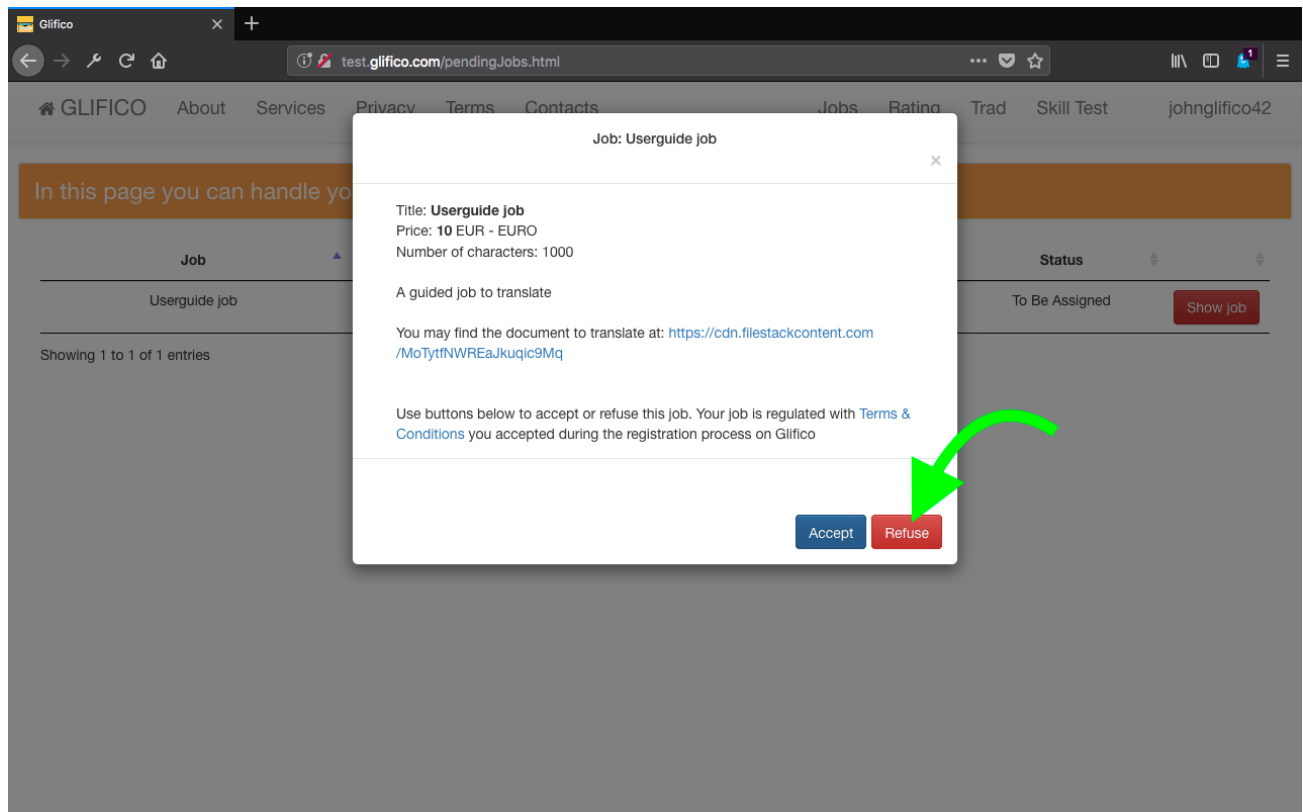 Glifico
test.glifico.com/pendingJobs.html
1
GLIFICO About Services Privacy Terms Contacts Jobs Rating Trad Skill Test johnglifico42
In this page you can handle yo
Job Status
Userguide job To Be Assigned Show job
Showing 1 to 1 of 1 entries
Job: Userguide job
×
Title: Userguide job
Price: 10 EUR - EURO
Number of characters: 1000
A guided job to translate
You may find the document to translate at: https://cdn.filestackcontent.com
/MoTytfNWREaJkuqic9Mq
Use buttons below to accept or refuse this job. Your job is regulated with Terms &
Conditions you accepted during the registration process on Glifico
Accept Refuse